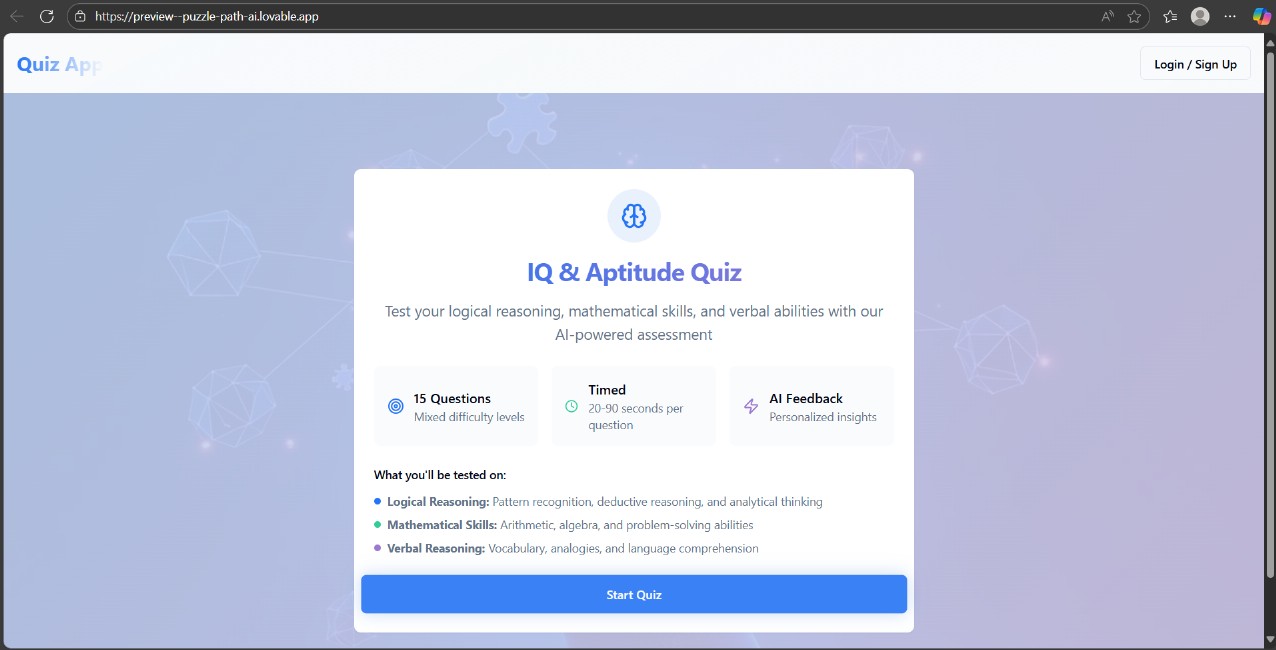 https://preview--puzzle-path-ai.lovable.app
Quiz App
Login / Sign Up
IQ & Aptitude Quiz
Test your logical reasoning, mathematical skills, and verbal abilities with our
AI-powered assessment
15 Questions
Mixed difficulty levels
Timed
20-90 seconds per
question
AI Feedback
Personalized insights
What you'll be tested on:
Logical Reasoning: Pattern recognition, deductive reasoning, and analytical thinking
Mathematical Skills: Arithmetic, algebra, and problem-solving abilities
Verbal Reasoning: Vocabulary, analogies, and language comprehension
Start Quiz